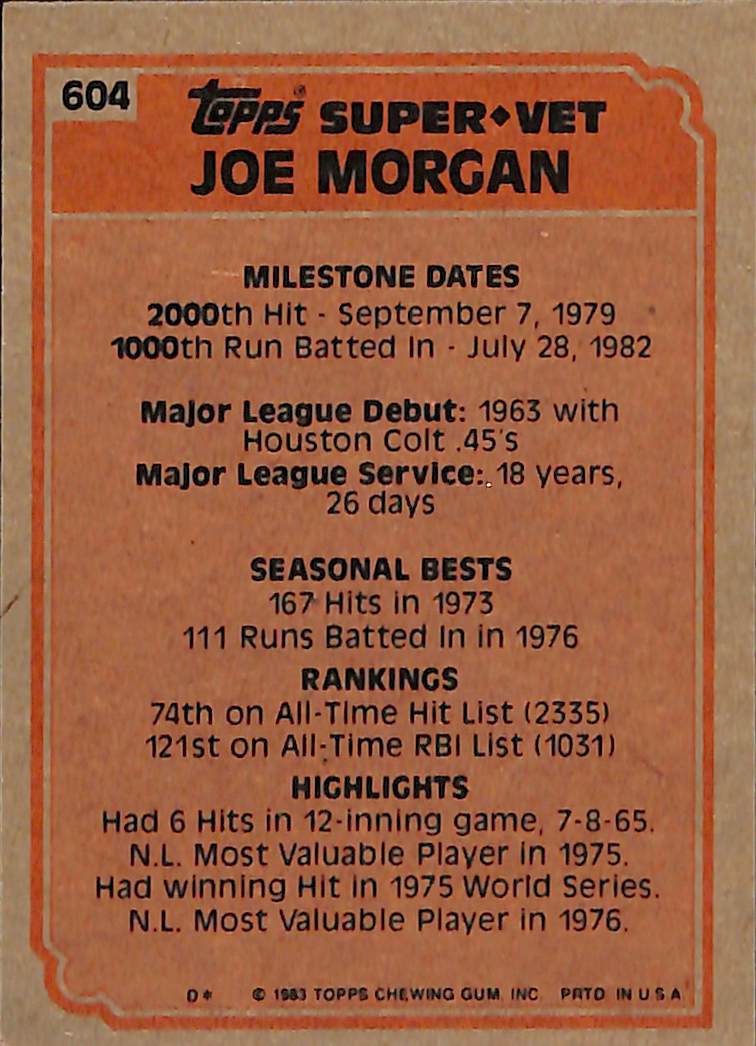 604
Topps® SUPER◆VET
JOE MORGAN
MILESTONE DATES
2000th Hit - September 7, 1979
1000th Run Batted In - July 28, 1982
Major League Debut: 1963 with
Houston Colt .45's
Major League Service: 18 years,
26 days
SEASONAL BESTS
167 Hits in 1973
111 Runs Batted In in 1976
RANKINGS
74th on All-Time Hit List (2335)
121st on All-Time RBI List (1031)
HIGHLIGHTS
Had 6 Hits in 12-inning game, 7-8-65.
N.L. Most Valuable Player in 1975.
Had winning Hit in 1975 World Series.
N.L. Most Valuable Player in 1976.
D* © 1983 TOPPS CHEWING GUM INC. PRTD. IN U.S.A.